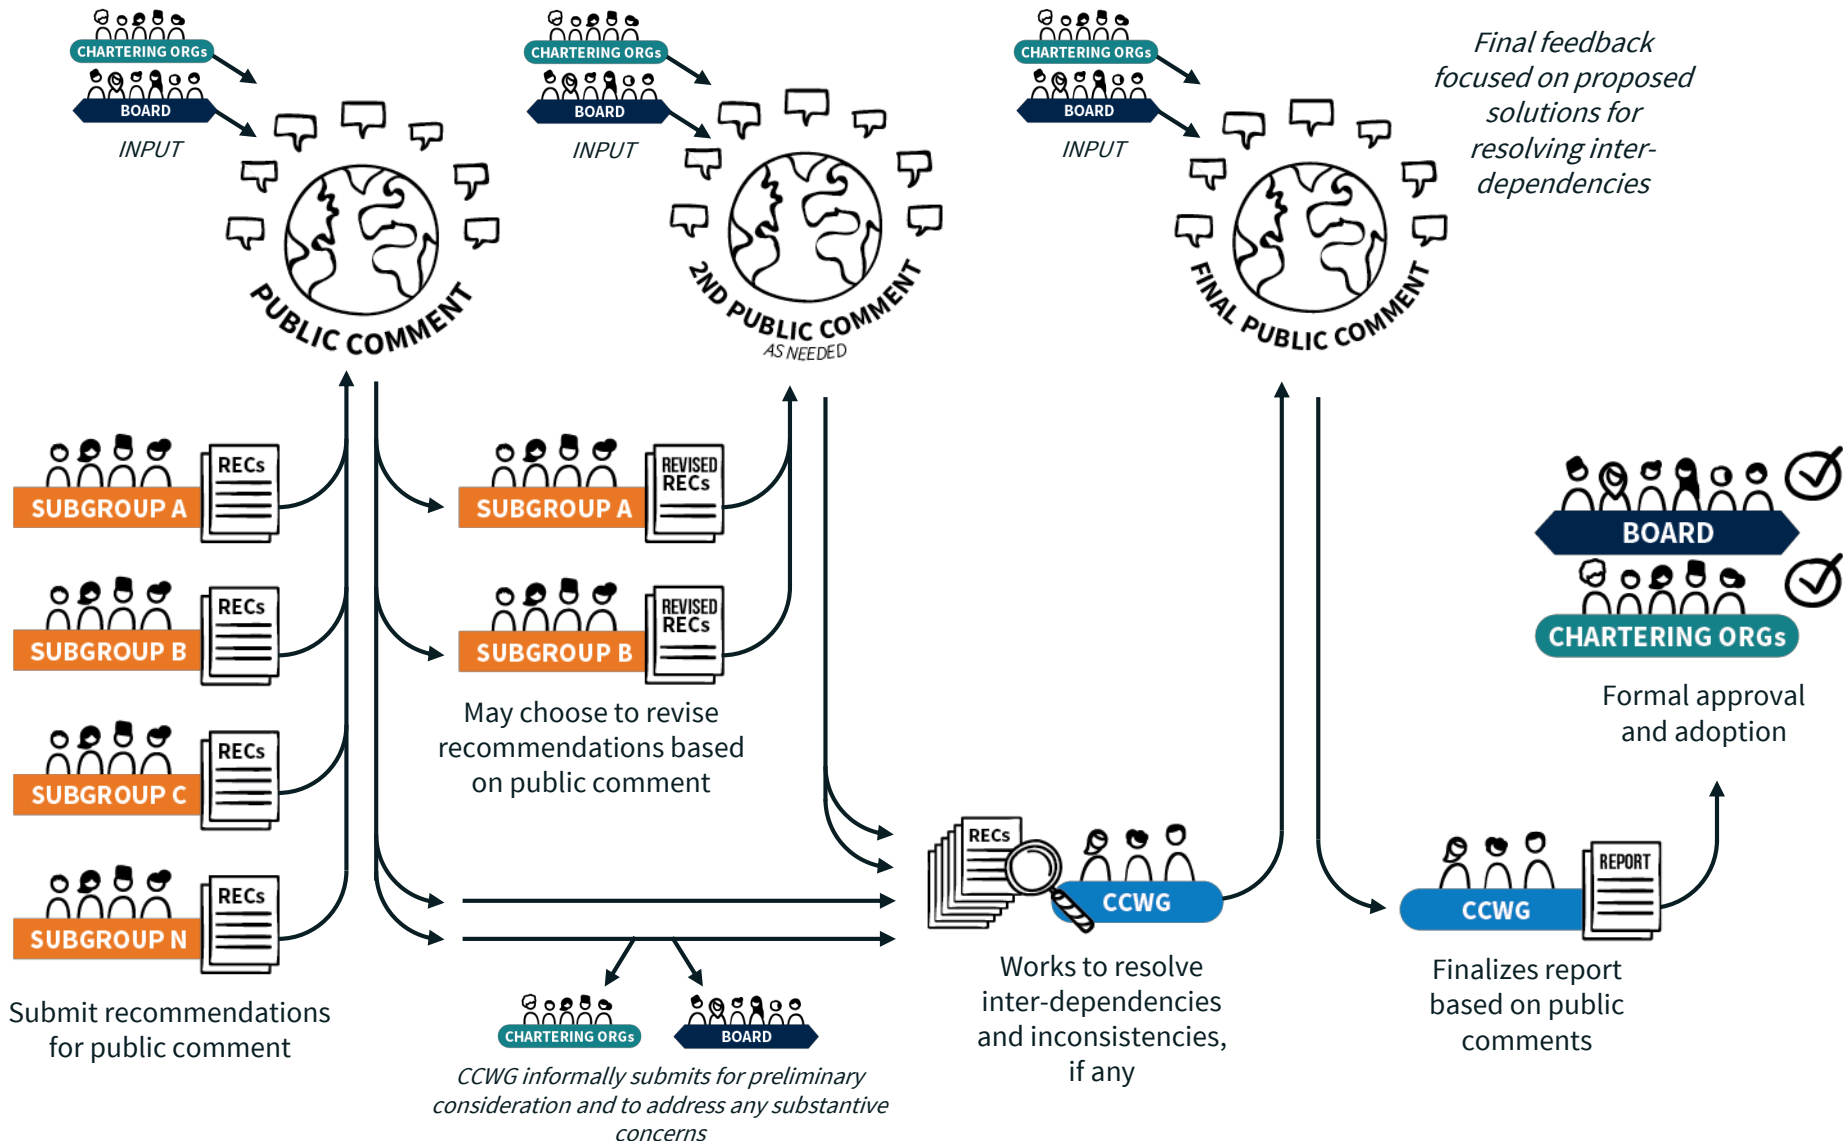 CHARTERING ORGs
BOARD
INPUT
PUBLIC COMMENT
CHARTERING ORGs
BOARD
INPUT
2ND PUBLIC COMMENT
AS NEEDED
CHARTERING ORGs
BOARD
INPUT
FINAL PUBLIC COMMENT
Final feedback
focused on proposed
solutions for
resolving inter-
dependencies
SUBGROUP A
RECs
SUBGROUP B
RECs
SUBGROUP C
RECs
SUBGROUP N
RECs
Submit recommendations
for public comment
SUBGROUP A
REVISED
RECs
SUBGROUP B
REVISED
RECs
May choose to revise
recommendations based
on public comment
CHARTERING ORGs
BOARD
CCWG informally submits for preliminary
consideration and to address any substantive
concerns
RECs
CCWG
Works to resolve
inter-dependencies
and inconsistencies,
if any
CCWG
REPORT
Finalizes report
based on public
comments
BOARD
CHARTERING ORGs
Formal approval
and adoption